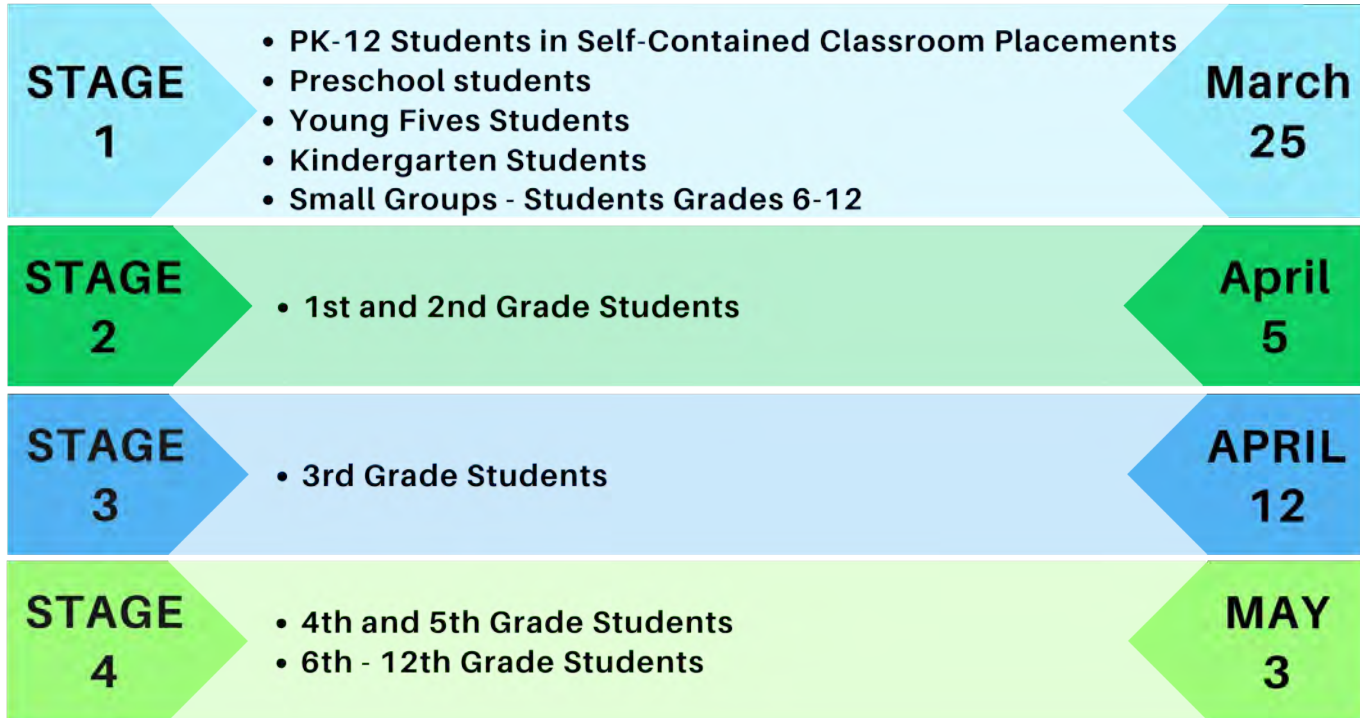 STAGE
1
• PK-12 Students in Self-Contained Classroom Placements
• Preschool students
• Young Fives Students
• Kindergarten Students
• Small Groups - Students Grades 6-12
March
25
STAGE
2
• 1st and 2nd Grade Students
April
5
STAGE
3
• 3rd Grade Students
APRIL
12
STAGE
4
• 4th and 5th Grade Students
• 6th - 12th Grade Students
MAY
3